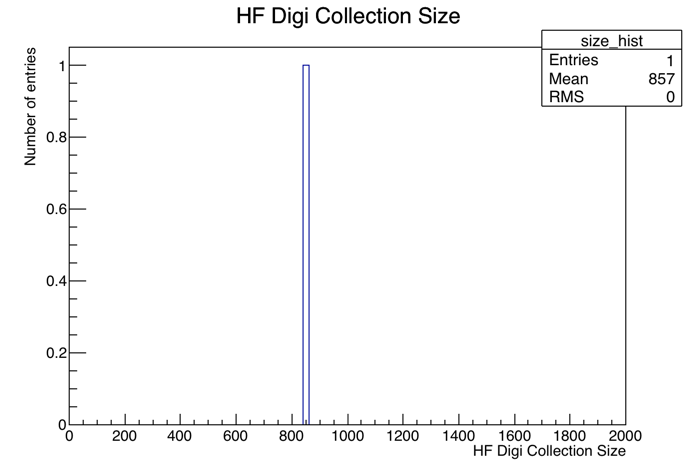 HF Digi Collection Size
size_hist
Entries 1
Mean 857
RMS 0
Number of entries
1
0.8
0.6
0.4
0.2
0
0 200 400 600 800 1000 1200 1400 1600 1800 2000
HF Digi Collection Size